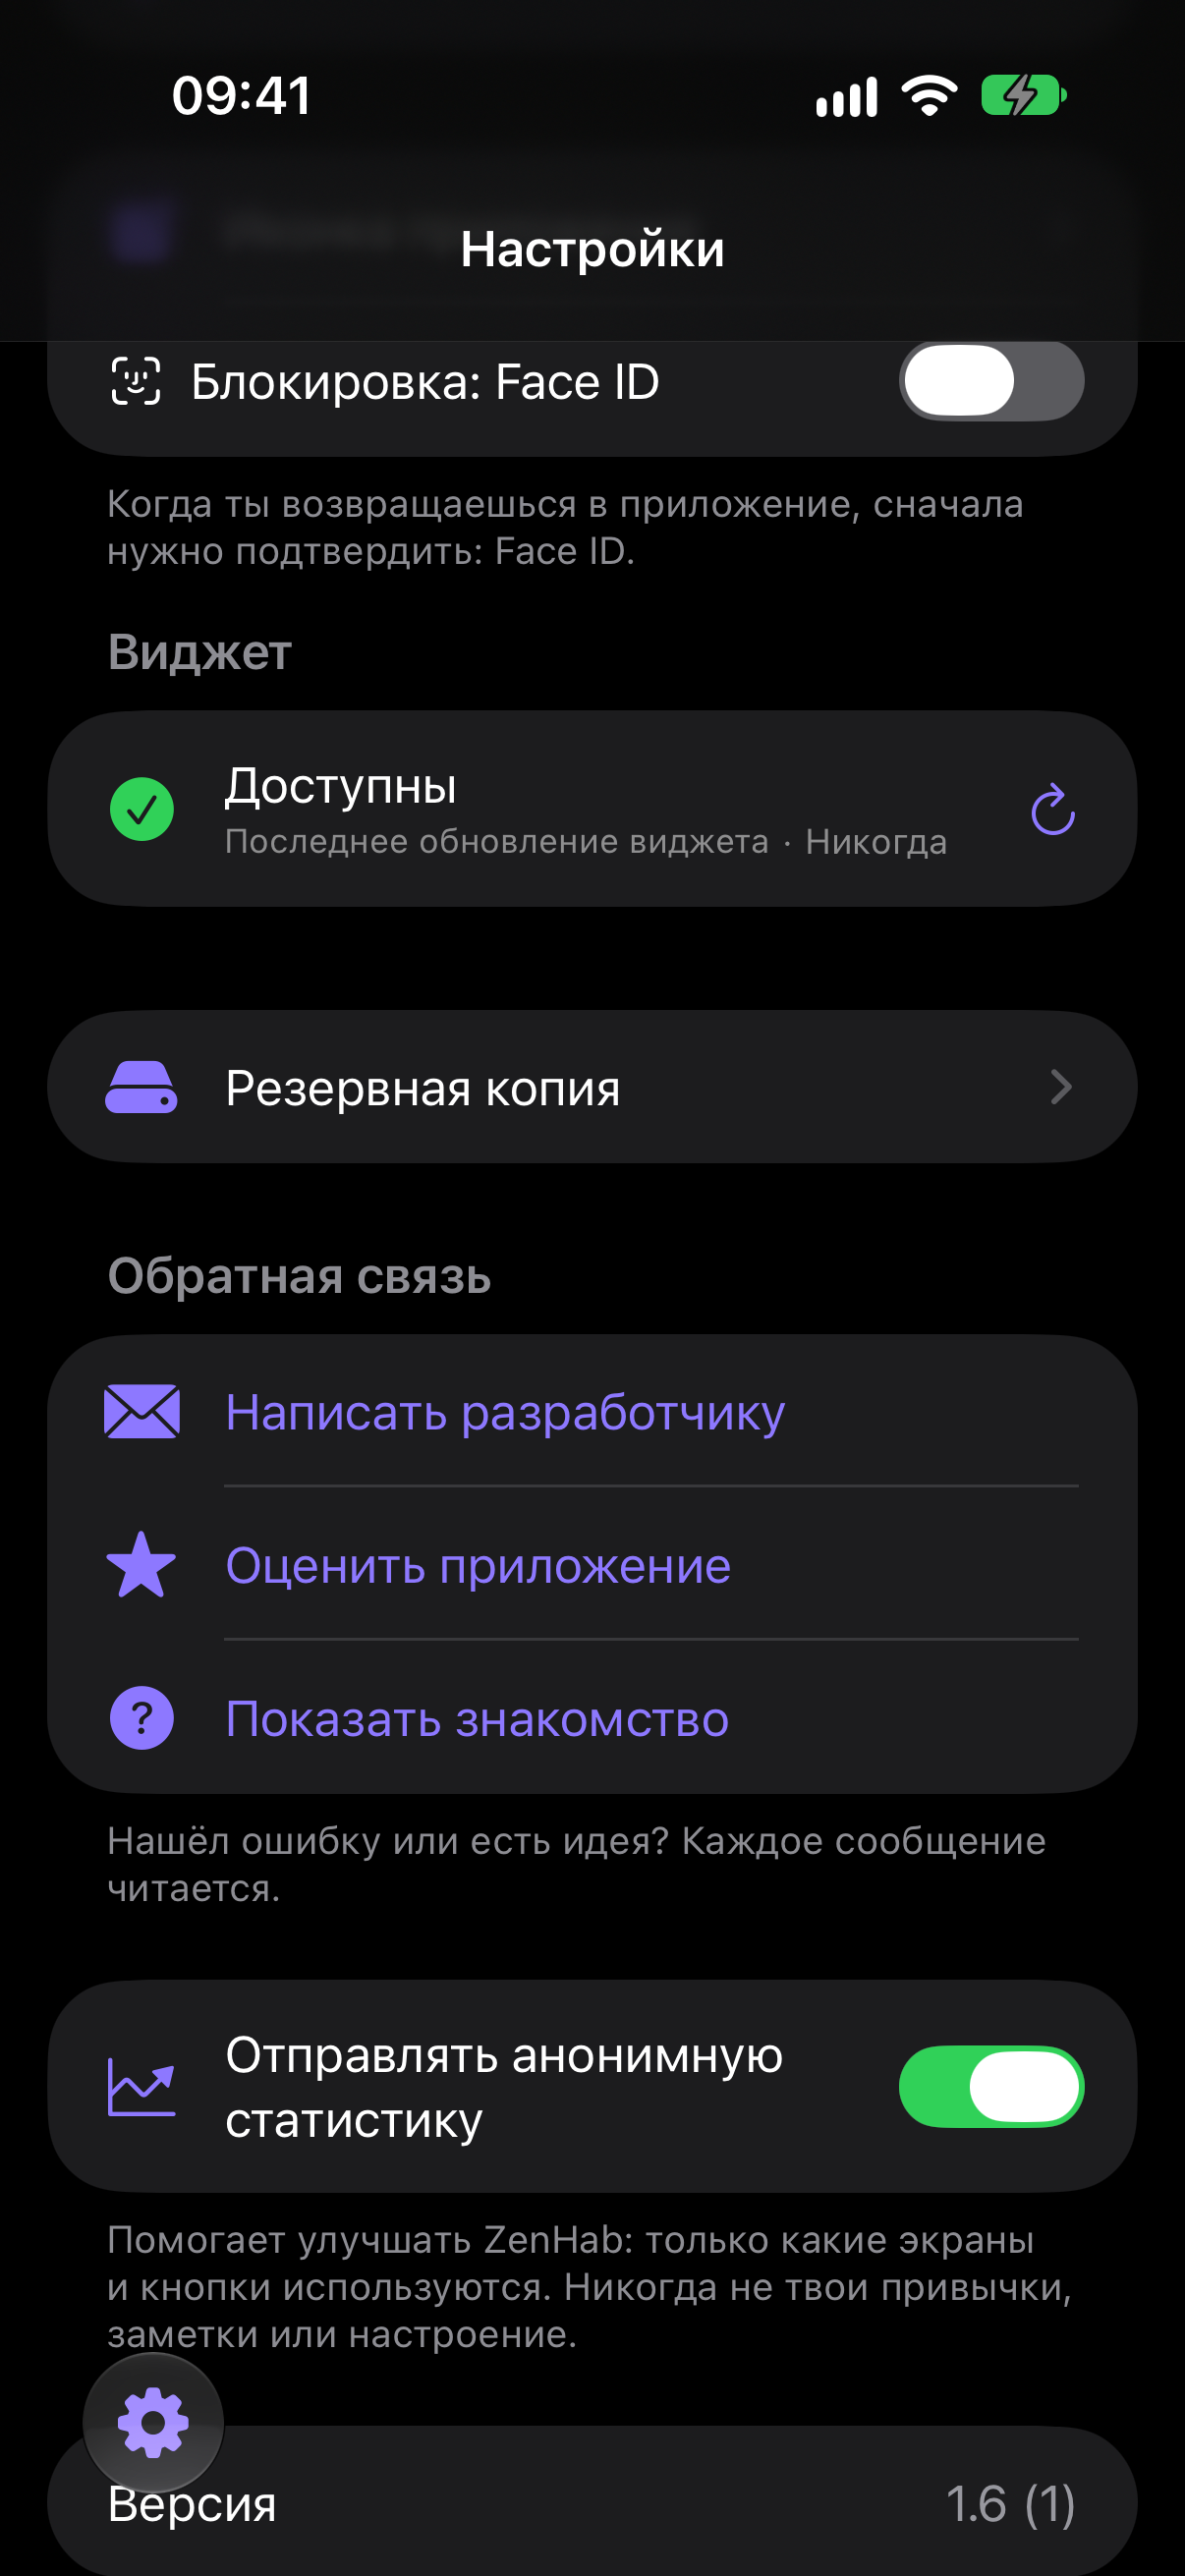 09:41
Настройки
Блокировка: Face ID
Когда ты возвращаешься в приложение, сначала
нужно подтвердить: Face ID.
Виджет
Доступны
Последнее обновление виджета · Никогда
Резервная копия
Обратная связь
Написать разработчику
Оценить приложение
Показать знакомство
Нашёл ошибку или есть идея? Каждое сообщение
читается.
Отправлять анонимную
статистику
Помогает улучшать ZenHab: только какие экраны
и кнопки используются. Никогда не твои привычки,
заметки или настроение.
Версия 1.6 (1)